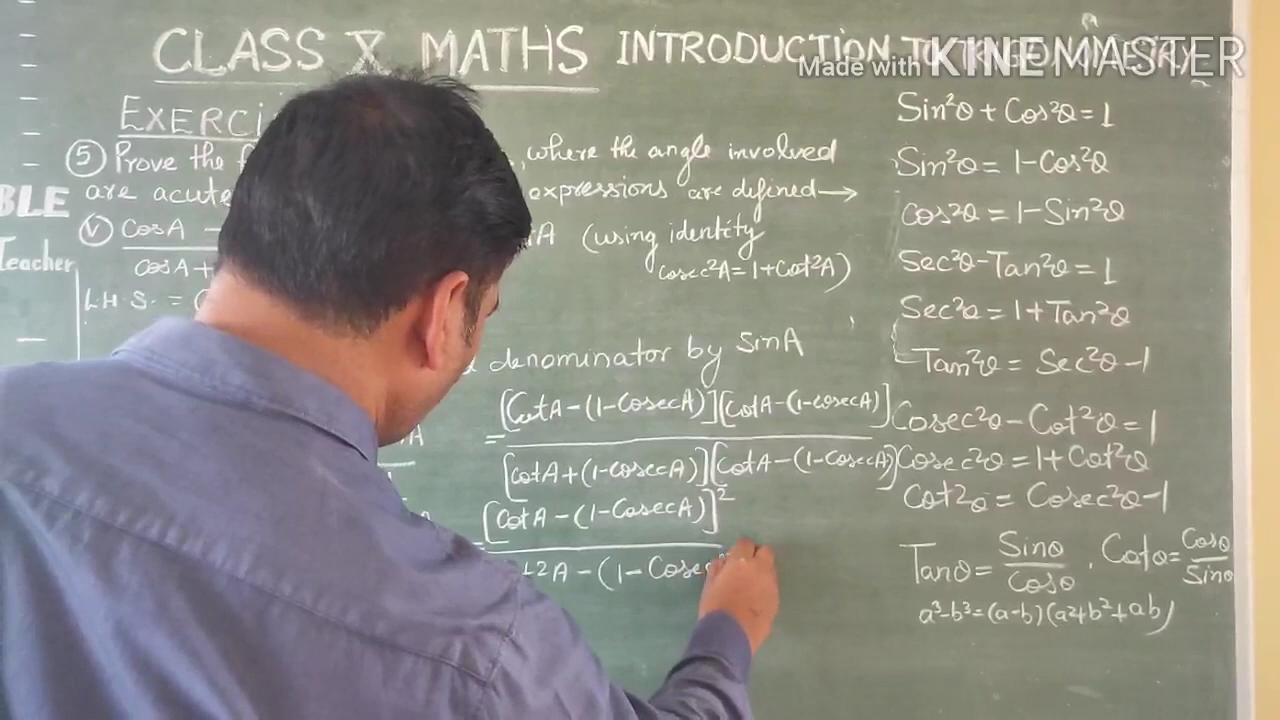 CLASS X MATHS INTRODUCTION TO
Made with KINEMASTER
EXERCI
5 Prove the , where the angle involved
are acute expressions are defined→
v CosA − A (using identity
cosA+ cosec²A=1+Cot²A)
L.H.S. =
denominator by sinA
= [CotA-(1-CosecA)][CotA-(1-cosecA)]
[cotA+(1-cosecA)][CotA-(1-CosecA)]
= [CotA-(1-CosecA)]²
t²A-(1-Cosec
BLE
Teacher
Sin²θ + Cos²θ = 1
Sin²θ = 1-Cos²θ
cos²θ = 1-Sin²θ
Sec²θ-Tan²θ = 1
Sec²θ = 1+Tan²θ
Tan²θ = Sec²θ-1
Cosec²θ - Cot²θ = 1
Cosec²θ = 1+Cot²θ
Cot²θ = Cosec²θ-1
Tanθ = Sinθ/Cosθ . Cotθ = Cosθ/Sinθ
a³-b³=(a-b)(a²+b²+ab)